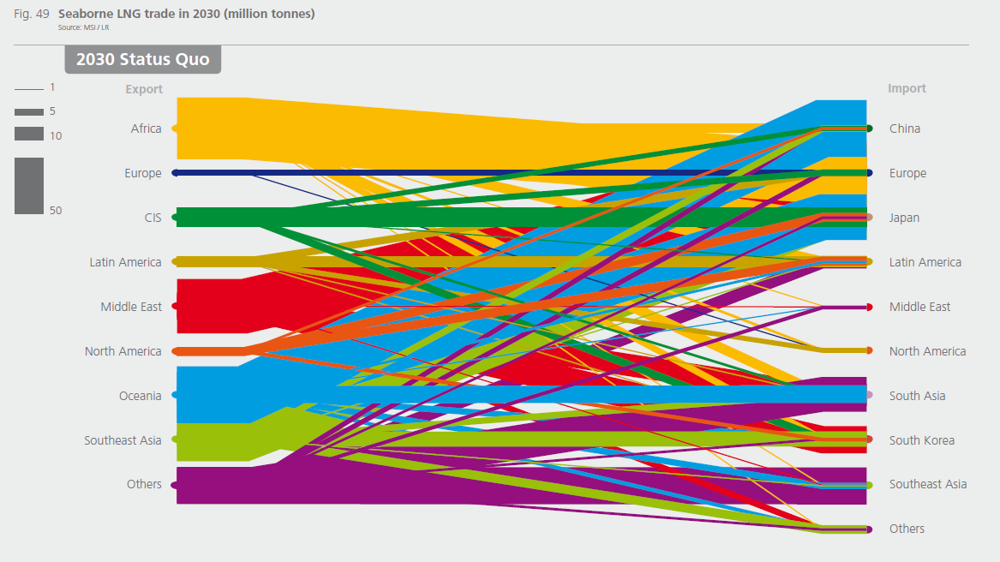 Fig. 49 Seaborne LNG trade in 2030 (million tonnes)
Source: MSI / LR
2030 Status Quo
1
5
10
50
Export
Africa
Europe
CIS
Latin America
Middle East
North America
Oceania
Southeast Asia
Others
Import
China
Europe
Japan
Latin America
Middle East
North America
South Asia
South Korea
Southeast Asia
Others